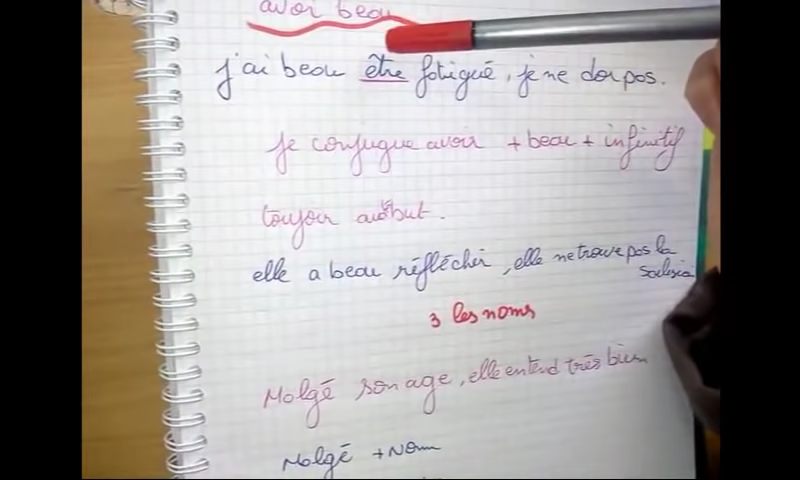 avoir beau
j'ai beau être fatigué, je ne dors pas.
je conjugue avoir + beau + infinitif
toujour au début.
elle a beau réfléchir, elle ne trouve pas la
3 les noms
Malgé son age, elle entend très bien
Malgé + Nom